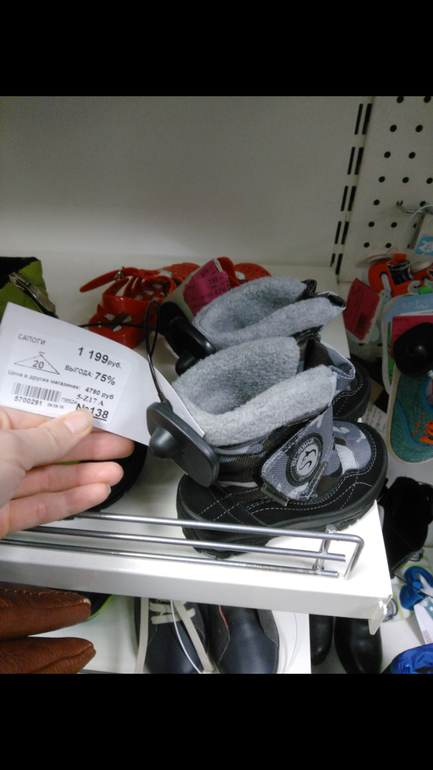 САПОГИ
1 199руб.
20
ВЫГОДА: 75%
Цена в других магазинах: 4790 руб
5-Z17 A
5700291
№138